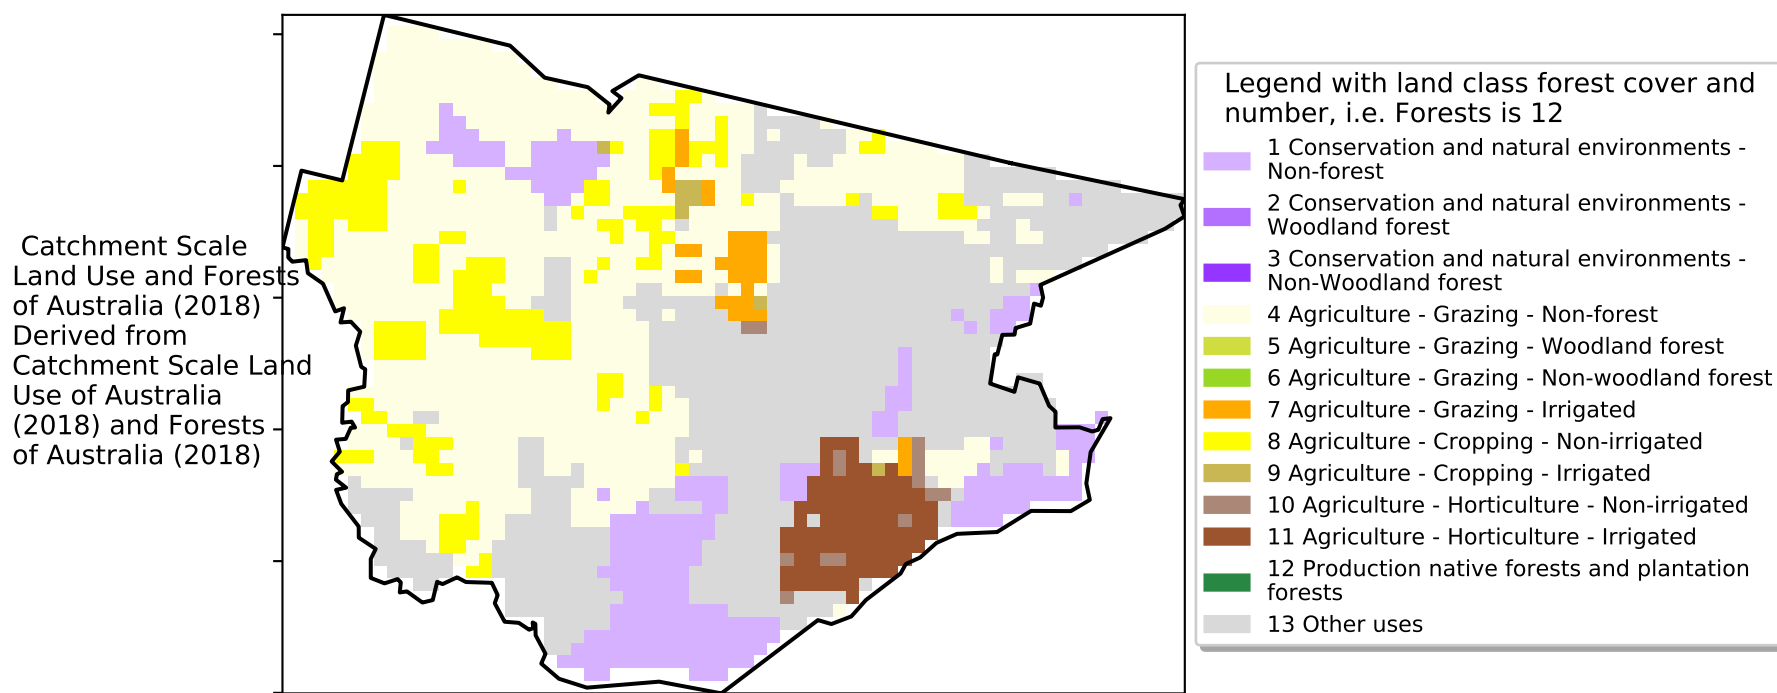 Catchment Scale
Land Use and Forests
of Australia (2018)
Derived from
Catchment Scale Land
Use of Australia
(2018) and Forests
of Australia (2018)
Legend with land class forest cover and
number, i.e. Forests is 12
1 Conservation and natural environments -
Non-forest
2 Conservation and natural environments -
Woodland forest
3 Conservation and natural environments -
Non-Woodland forest
4 Agriculture - Grazing - Non-forest
5 Agriculture - Grazing - Woodland forest
6 Agriculture - Grazing - Non-woodland forest
7 Agriculture - Grazing - Irrigated
8 Agriculture - Cropping - Non-irrigated
9 Agriculture - Cropping - Irrigated
10 Agriculture - Horticulture - Non-irrigated
11 Agriculture - Horticulture - Irrigated
12 Production native forests and plantation
forests
13 Other uses